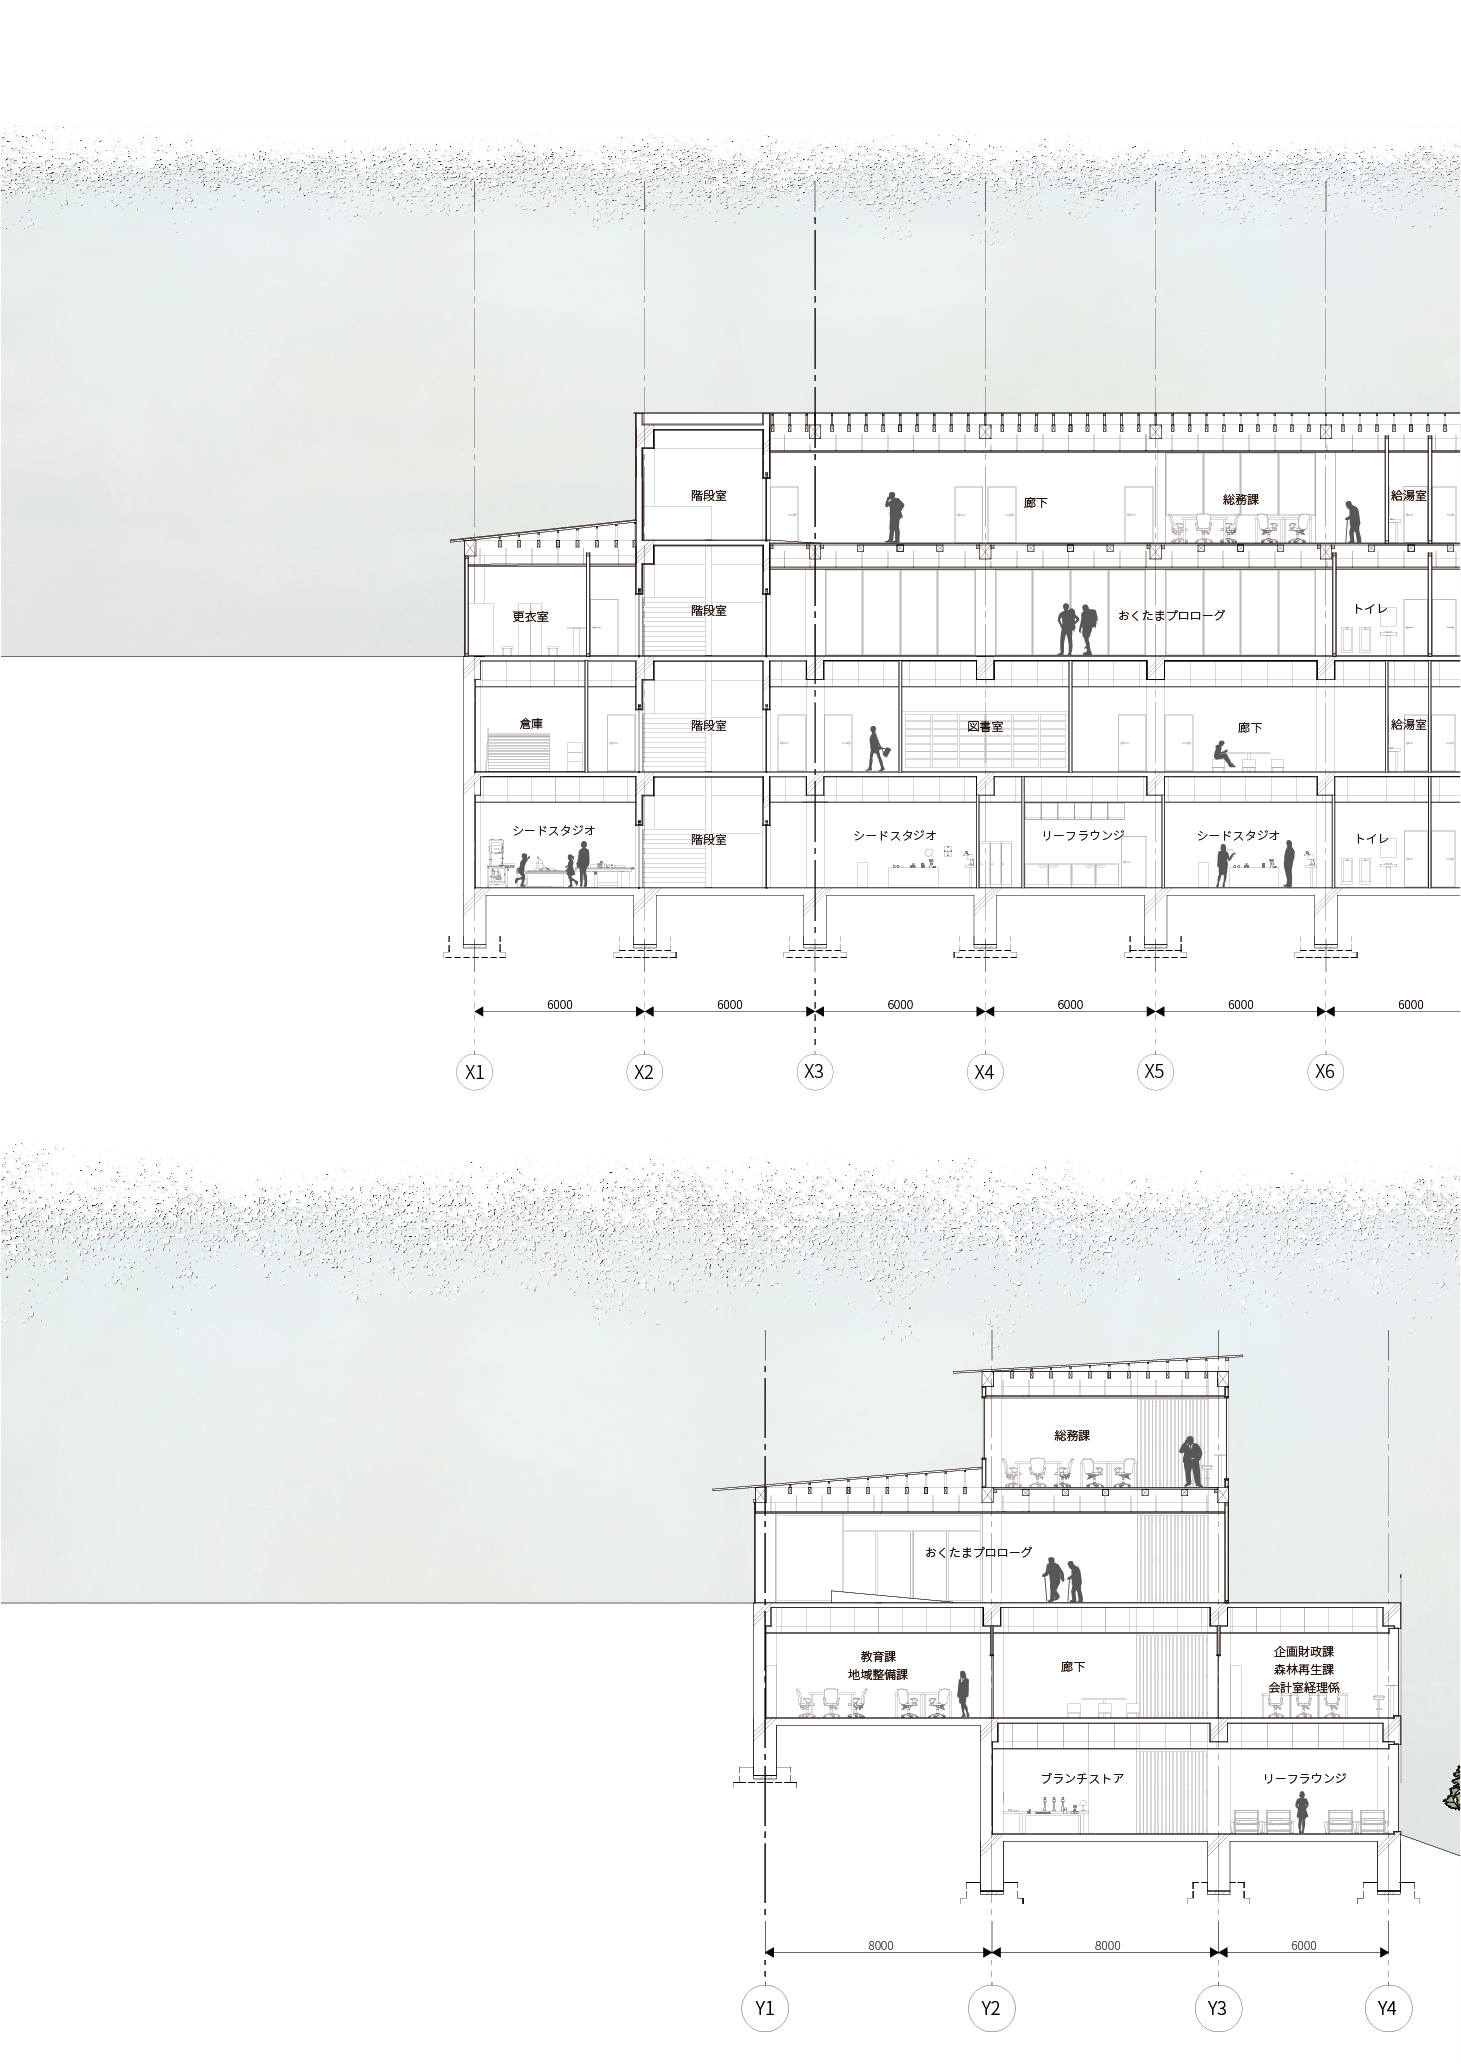 階段室
廊下
総務課
給湯室
更衣室
階段室
おくたまプロローグ
トイレ
倉庫
階段室
図書室
廊下
給湯室
シードスタジオ
階段室
シードスタジオ
リーフラウンジ
シードスタジオ
トイレ
6000
6000
6000
6000
6000
6000
X1
X2
X3
X4
X5
X6
総務課
おくたまプロローグ
教育課
地域整備課
廊下
企画財政課
森林再生課
会計室経理係
ブランチストア
リーフラウンジ
8000
8000
6000
Y1
Y2
Y3
Y4